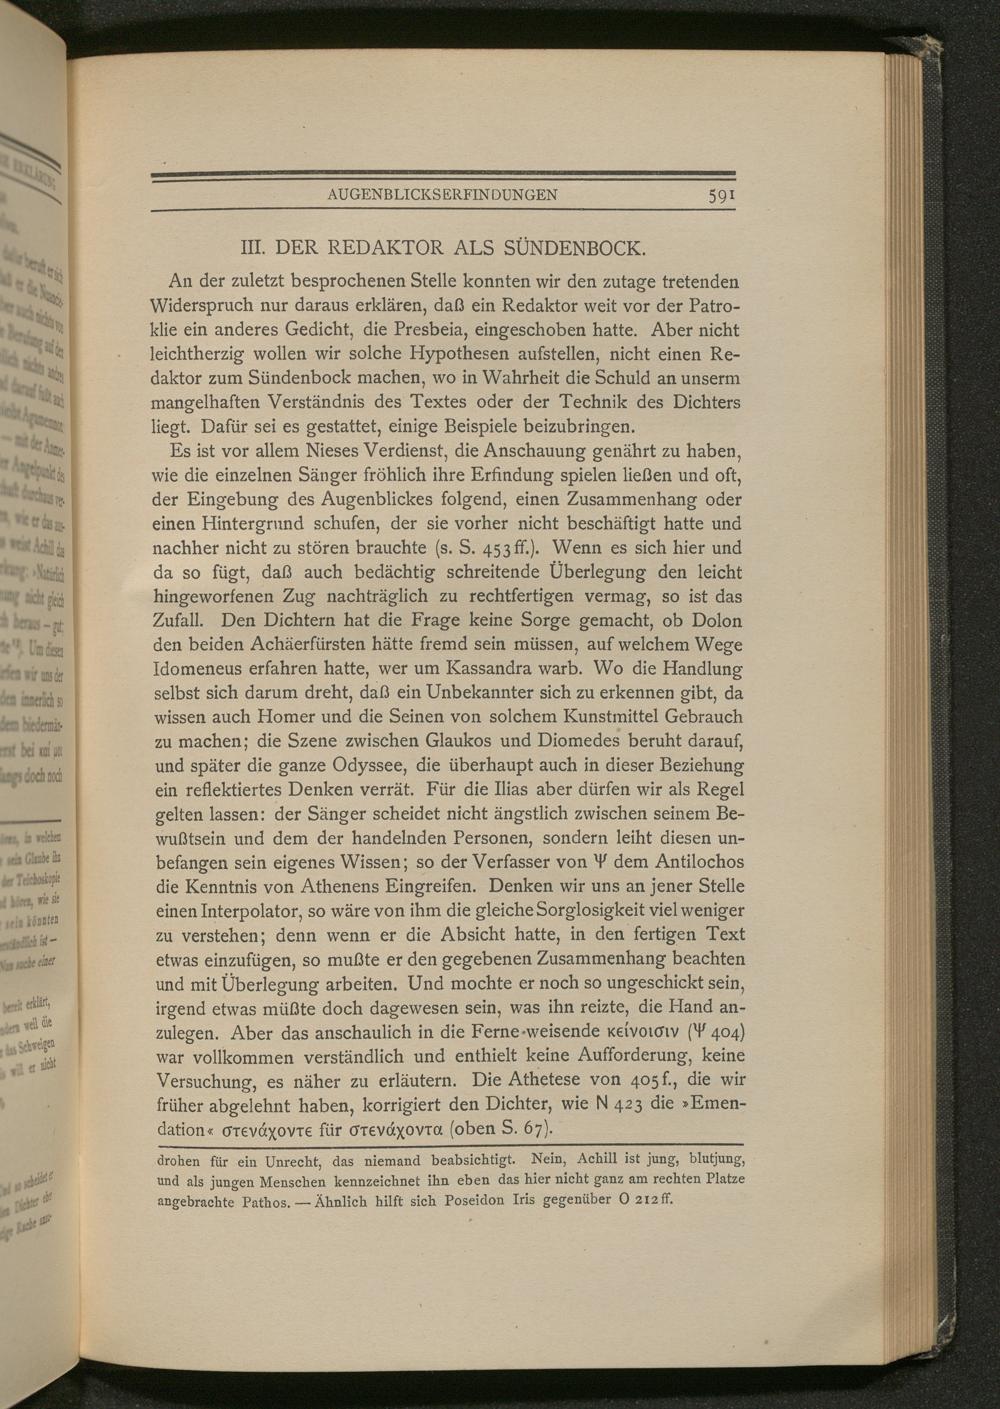 AUGENBLICKSERFINDUNGEN 591
III. DER REDAKTOR ALS SÜNDENBOCK.
An der zuletzt besprochenen Stelle konnten wir den zutage tretenden
Widerspruch nur daraus erklären, daß ein Redaktor weit vor der Patro-
klie ein anderes Gedicht, die Presbeia, eingeschoben hatte. Aber nicht
leichtherzig wollen wir solche Hypothesen aufstellen, nicht einen Re-
daktor zum Sündenbock machen, wo in Wahrheit die Schuld an unserm
mangelhaften Verständnis des Textes oder der Technik des Dichters
liegt. Dafür sei es gestattet, einige Beispiele beizubringen.
Es ist vor allem Nieses Verdienst, die Anschauung genährt zu haben,
wie die einzelnen Sänger fröhlich ihre Erfindung spielen ließen und oft,
der Eingebung des Augenblickes folgend, einen Zusammenhang oder
einen Hintergrund schufen, der sie vorher nicht beschäftigt hatte und
nachher nicht zu stören brauchte (s. S. 453ff.). Wenn es sich hier und
da so fügt, daß auch bedächtig schreitende Überlegung den leicht
hingeworfenen Zug nachträglich zu rechtfertigen vermag, so ist das
Zufall. Den Dichtern hat die Frage keine Sorge gemacht, ob Dolon
den beiden Achäerfürsten hätte fremd sein müssen, auf welchem Wege
Idomeneus erfahren hatte, wer um Kassandra warb. Wo die Handlung
selbst sich darum dreht, daß ein Unbekannter sich zu erkennen gibt, da
wissen auch Homer und die Seinen von solchem Kunstmittel Gebrauch
zu machen; die Szene zwischen Glaukos und Diomedes beruht darauf,
und später die ganze Odyssee, die überhaupt auch in dieser Beziehung
ein reflektiertes Denken verrät. Für die Ilias aber dürfen wir als Regel
gelten lassen: der Sänger scheidet nicht ängstlich zwischen seinem Be-
wußtsein und dem der handelnden Personen, sondern leiht diesen un-
befangen sein eigenes Wissen; so der Verfasser von Ψ dem Antilochos
die Kenntnis von Athenens Eingreifen. Denken wir uns an jener Stelle
einen Interpolator, so wäre von ihm die gleiche Sorglosigkeit viel weniger
zu verstehen; denn wenn er die Absicht hatte, in den fertigen Text
etwas einzufügen, so mußte er den gegebenen Zusammenhang beachten
und mit Überlegung arbeiten. Und mochte er noch so ungeschickt sein,
irgend etwas müßte doch dagewesen sein, was ihn reizte, die Hand an-
zulegen. Aber das anschaulich in die Ferne weisende κείνοισιν (Ψ 404)
war vollkommen verständlich und enthielt keine Aufforderung, keine
Versuchung, es näher zu erläutern. Die Athetese von 405f., die wir
früher abgelehnt haben, korrigiert den Dichter, wie N 423 die »Emen-
dation« στενάχοντε für στενάχοντα (oben S. 67).
drohen für ein Unrecht, das niemand beabsichtigt. Nein, Achill ist jung, blutjung,
und als jungen Menschen kennzeichnet ihn eben das hier nicht ganz am rechten Platze
angebrachte Pathos. — Ähnlich hilft sich Poseidon Iris gegenüber O 212ff.